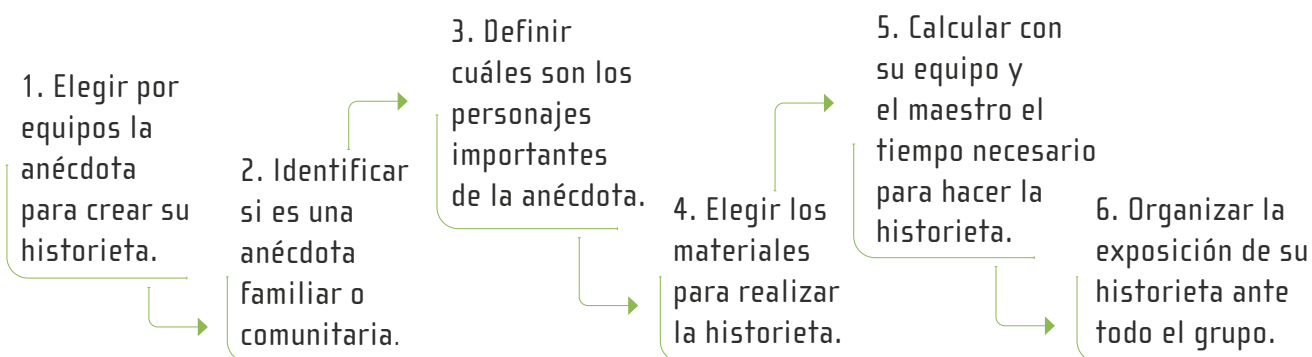 1. Elegir por
equipos la
anécdota
para crear su
historieta.
2. Identificar
si es una
anécdota
familiar o
comunitaria.
3. Definir
cuáles son los
personajes
importantes
de la anécdota.
4. Elegir los
materiales
para realizar
la historieta.
5. Calcular con
su equipo y
el maestro el
tiempo necesario
para hacer la
historieta.
6. Organizar la
exposición de su
historieta ante
todo el grupo.